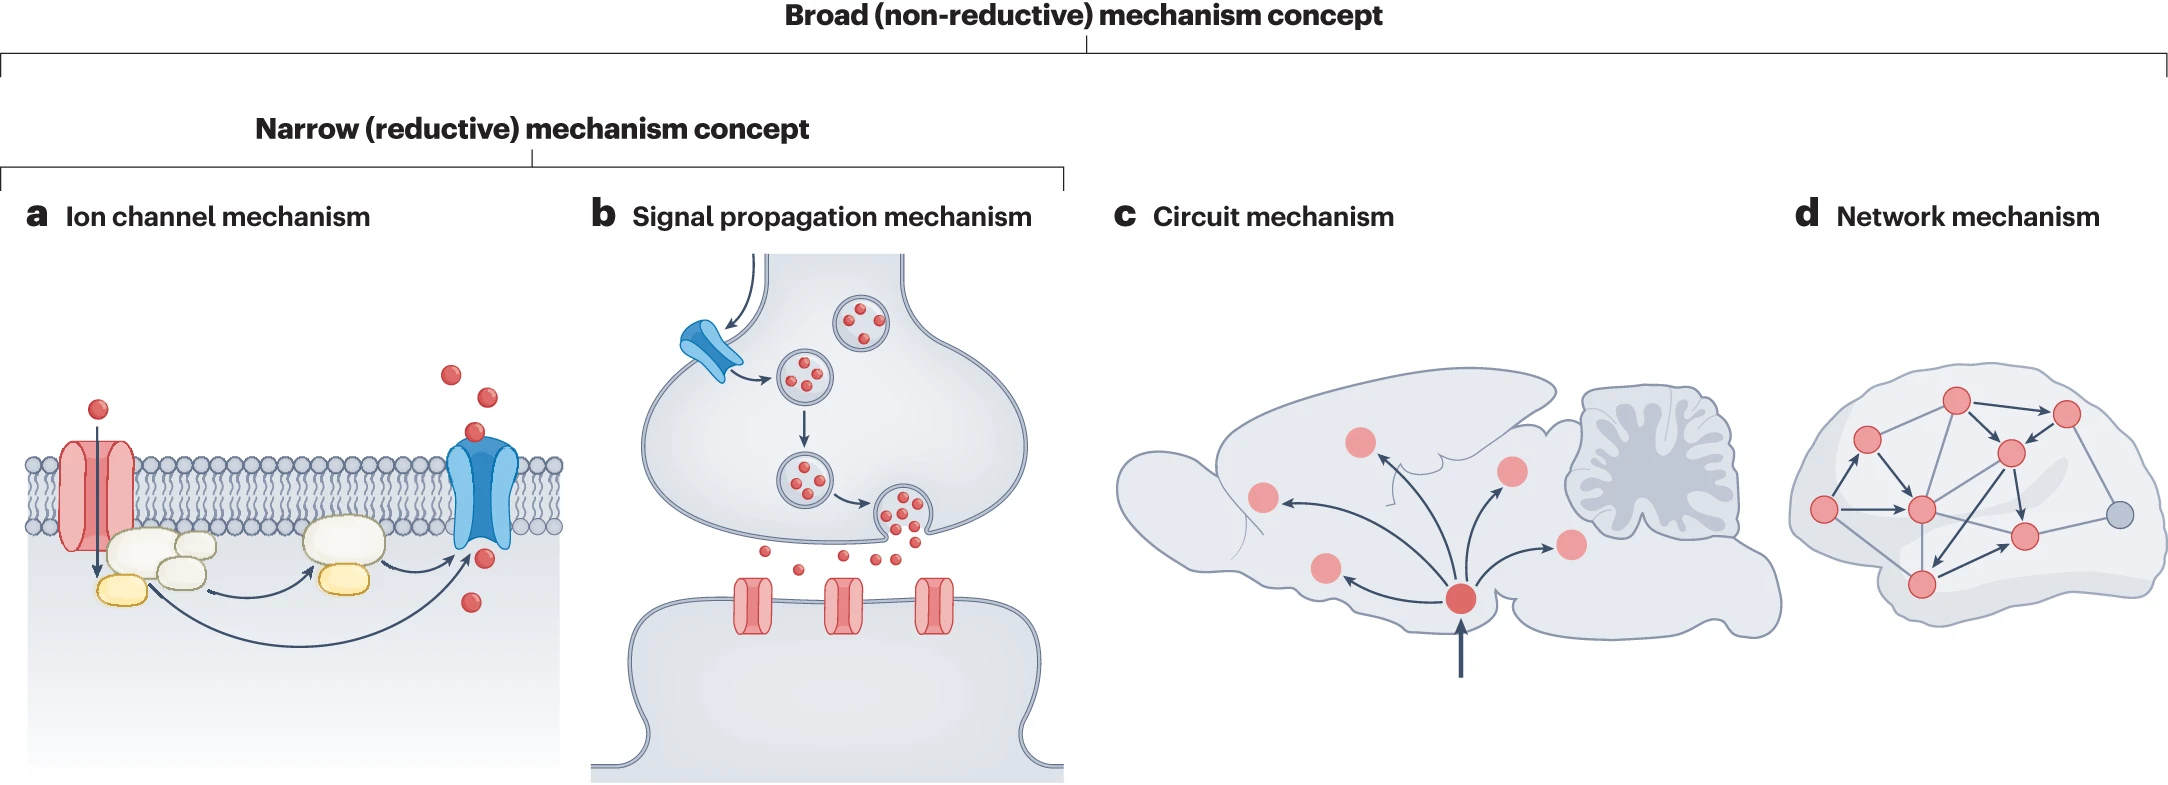 Broad (non-reductive) mechanism concept
Narrow (reductive) mechanism concept
a Ion channel mechanism
b Signal propagation mechanism
c Circuit mechanism
d Network mechanism